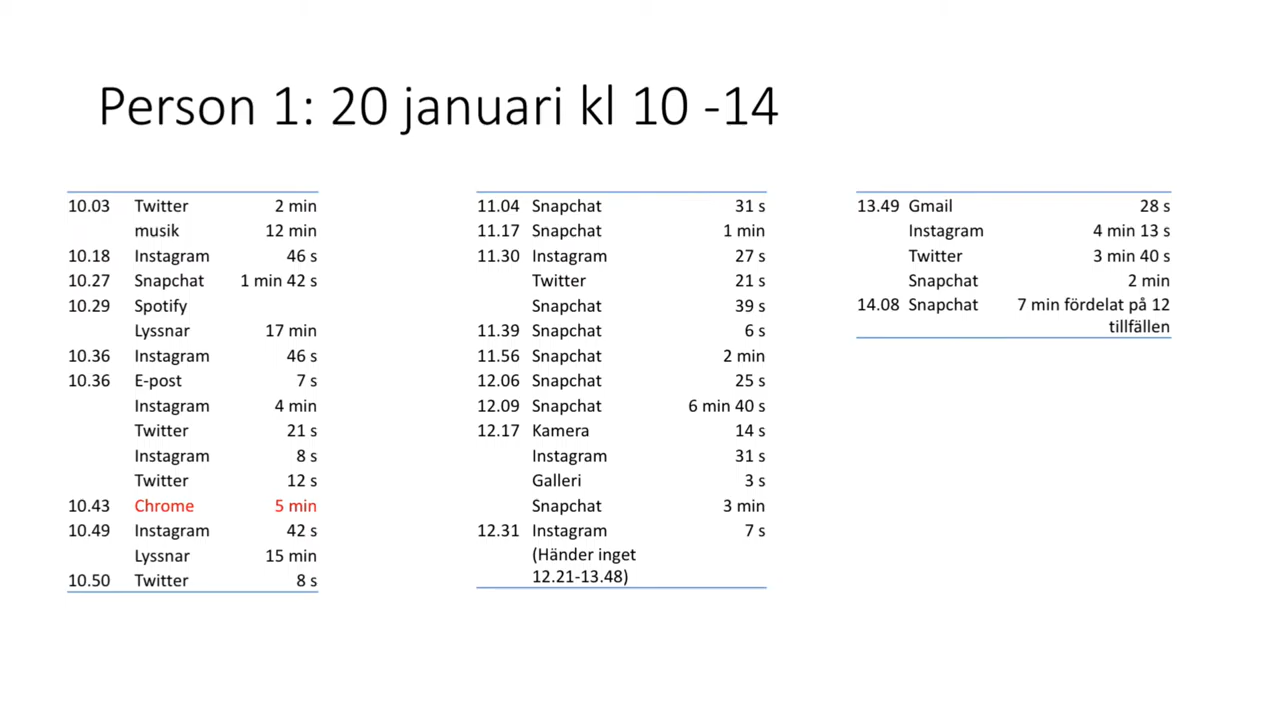 Person 1: 20 januari kl 10 -14
10.03 Twitter 2 min
musik 12 min
10.18 Instagram 46 s
10.27 Snapchat 1 min 42 s
10.29 Spotify
Lyssnar 17 min
10.36 Instagram 46 s
10.36 E-post 7 s
Instagram 4 min
Twitter 21 s
Instagram 8 s
Twitter 12 s
10.43 Chrome 5 min
10.49 Instagram 42 s
Lyssnar 15 min
10.50 Twitter 8 s
11.04 Snapchat 31 s
11.17 Snapchat 1 min
11.30 Instagram 27 s
Twitter 21 s
Snapchat 39 s
11.39 Snapchat 6 s
11.56 Snapchat 2 min
12.06 Snapchat 25 s
12.09 Snapchat 6 min 40 s
12.17 Kamera 14 s
Instagram 31 s
Galleri 3 s
Snapchat 3 min
12.31 Instagram 7 s
(Händer inget
12.21-13.48)
13.49 Gmail 28 s
Instagram 4 min 13 s
Twitter 3 min 40 s
Snapchat 2 min
14.08 Snapchat 7 min fördelat på 12
tillfällen